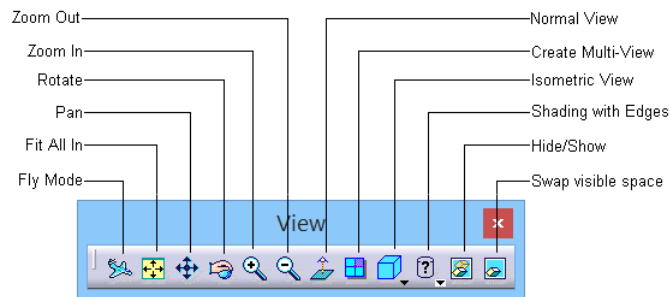 Zoom Out
Zoom In
Rotate
Pan
Fit All In
Fly Mode
Normal View
Create Multi-View
Isometric View
Shading with Edges
Hide/Show
Swap visible space
View
x
?